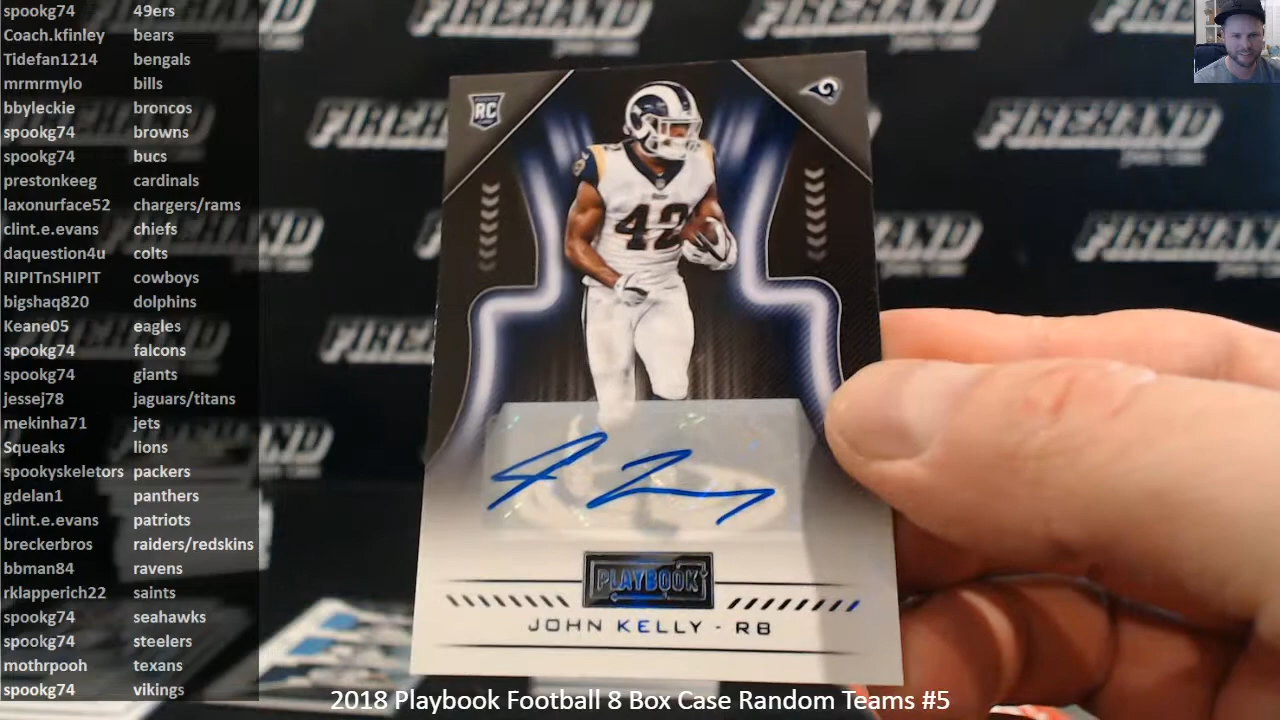 spookg74 49ers
Coach.kfinley bears
Tidefan1214 bengals
mrmrmylo bills
bbyleckie broncos
spookg74 browns
spookg74 bucs
prestonkeeg cardinals
laxonurface52 chargers/rams
clint.e.evans chiefs
daquestion4u colts
RIPITnSHIPIT cowboys
bigshaq820 dolphins
Keane05 eagles
spookg74 falcons
spookg74 giants
jessej78 jaguars/titans
mekinha71 jets
Squeaks lions
spookyskeletors packers
gdelan1 panthers
clint.e.evans patriots
breckerbros raiders/redskins
bbman84 ravens
rklapperich22 saints
spookg74 seahawks
spookg74 steelers
mothrpooh texans
spookg74 vikings
RC
42
PLAYBOOK
JOHN KELLY - RB
FIREHAND
FIREHAND
FIREHAND
FIREHAND
2018 Playbook Football 8 Box Case Random Teams #5